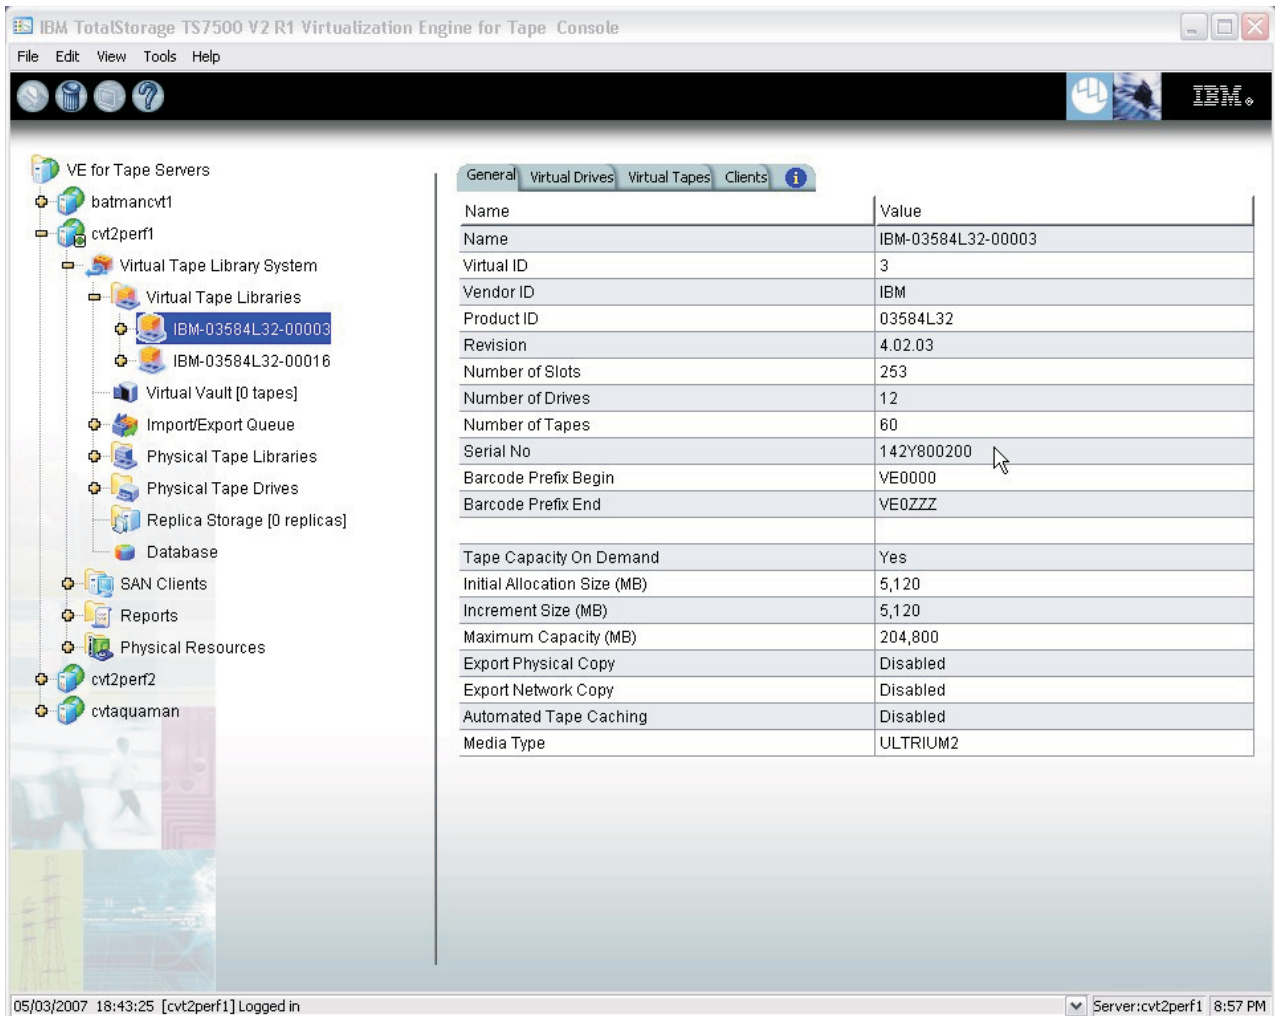 IBM TotalStorage TS7500 V2 R1 Virtualization Engine for Tape Console
File Edit View Tools Help
IBM®
VE for Tape Servers
batmancvt1
cvt2perf1
Virtual Tape Library System
Virtual Tape Libraries
IBM-03584L32-00003
IBM-03584L32-00016
Virtual Vault [0 tapes]
Import/Export Queue
Physical Tape Libraries
Physical Tape Drives
Replica Storage [0 replicas]
Database
SAN Clients
Reports
Physical Resources
cvt2perf2
cvtaquaman
General Virtual Drives Virtual Tapes Clients
Name Value
Name IBM-03584L32-00003
Virtual ID 3
Vendor ID IBM
Product ID 03584L32
Revision 4.02.03
Number of Slots 253
Number of Drives 12
Number of Tapes 60
Serial No 142Y800200
Barcode Prefix Begin VE0000
Barcode Prefix End VE0ZZZ
Tape Capacity On Demand Yes
Initial Allocation Size (MB) 5,120
Increment Size (MB) 5,120
Maximum Capacity (MB) 204,800
Export Physical Copy Disabled
Export Network Copy Disabled
Automated Tape Caching Disabled
Media Type ULTRIUM2
05/03/2007 18:43:25 [cvt2perf1] Logged in Server:cvt2perf1 8:57 PM